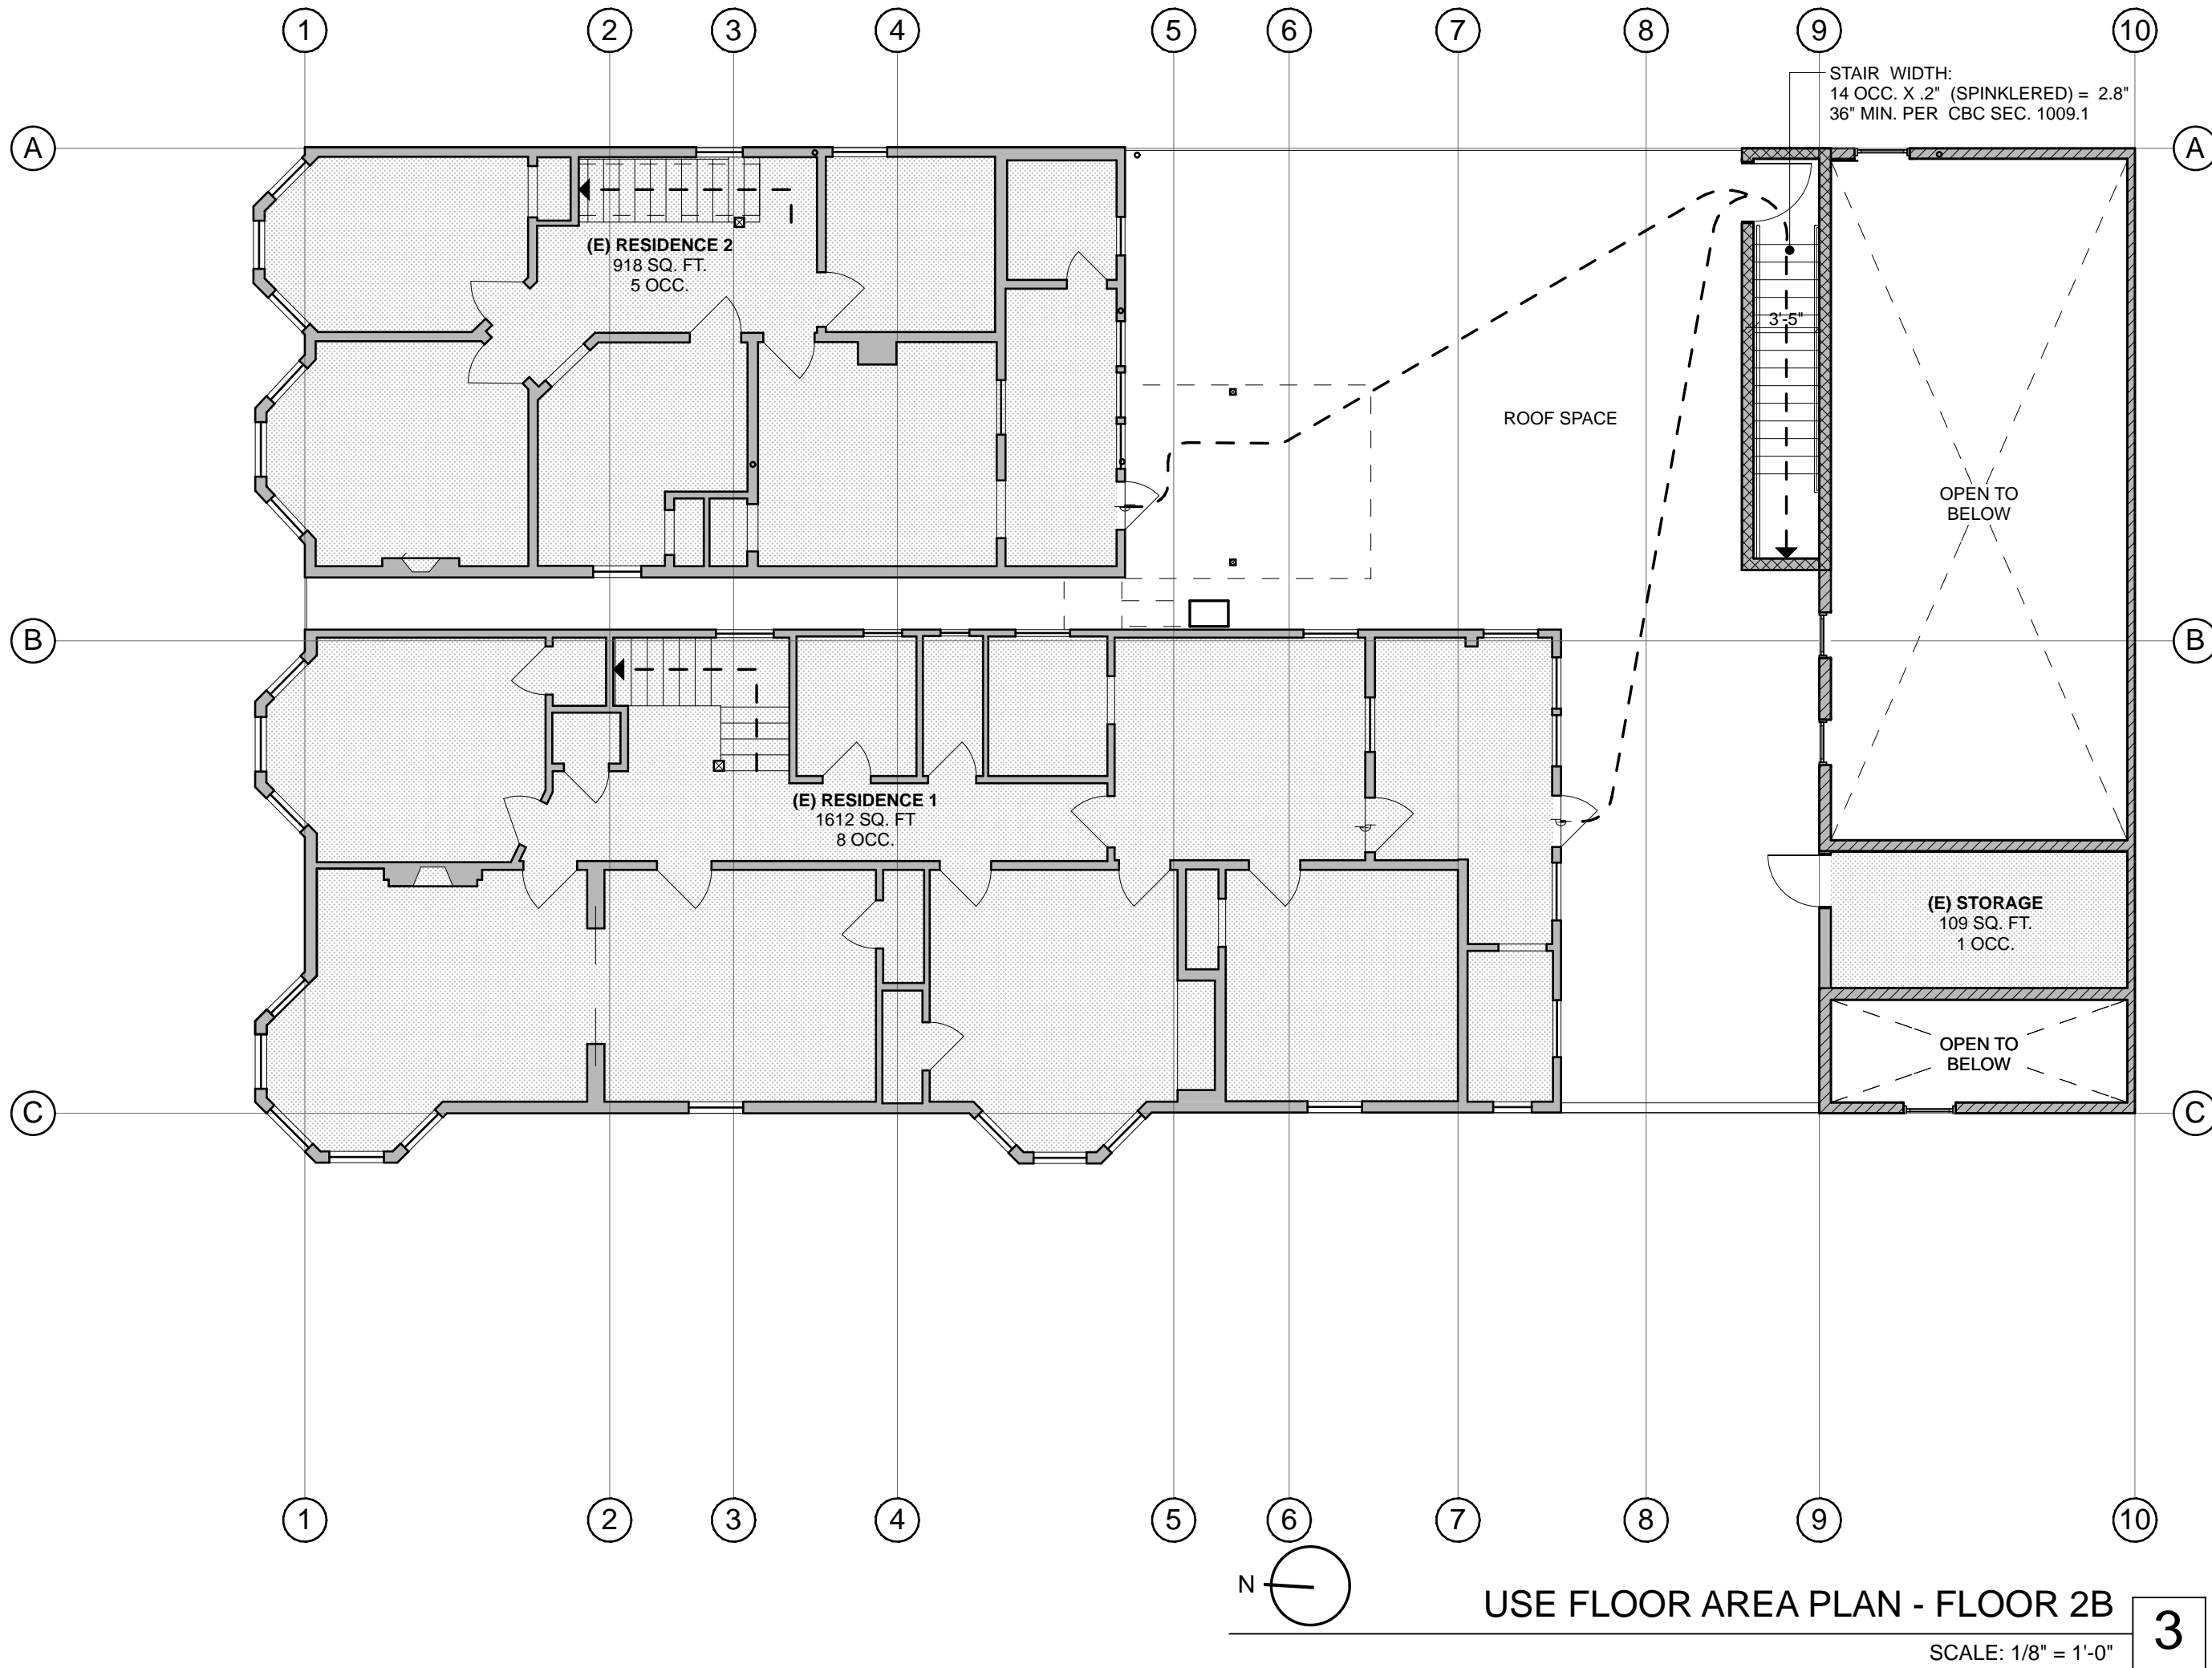 1 2 3 4 5 6 7 8 9 10
STAIR WIDTH:
14 OCC. X .2" (SPINKLERED) = 2.8"
36" MIN. PER CBC SEC. 1009.1
A A
(E) RESIDENCE 2
918 SQ. FT.
5 OCC.
3'-5"
ROOF SPACE
OPEN TO
BELOW
B B
(E) RESIDENCE 1
1612 SQ. FT
8 OCC.
(E) STORAGE
109 SQ. FT.
1 OCC.
OPEN TO
BELOW
C C
1 2 3 4 5 6 7 8 9 10
N
USE FLOOR AREA PLAN - FLOOR 2B
3
SCALE: 1/8" = 1'-0"